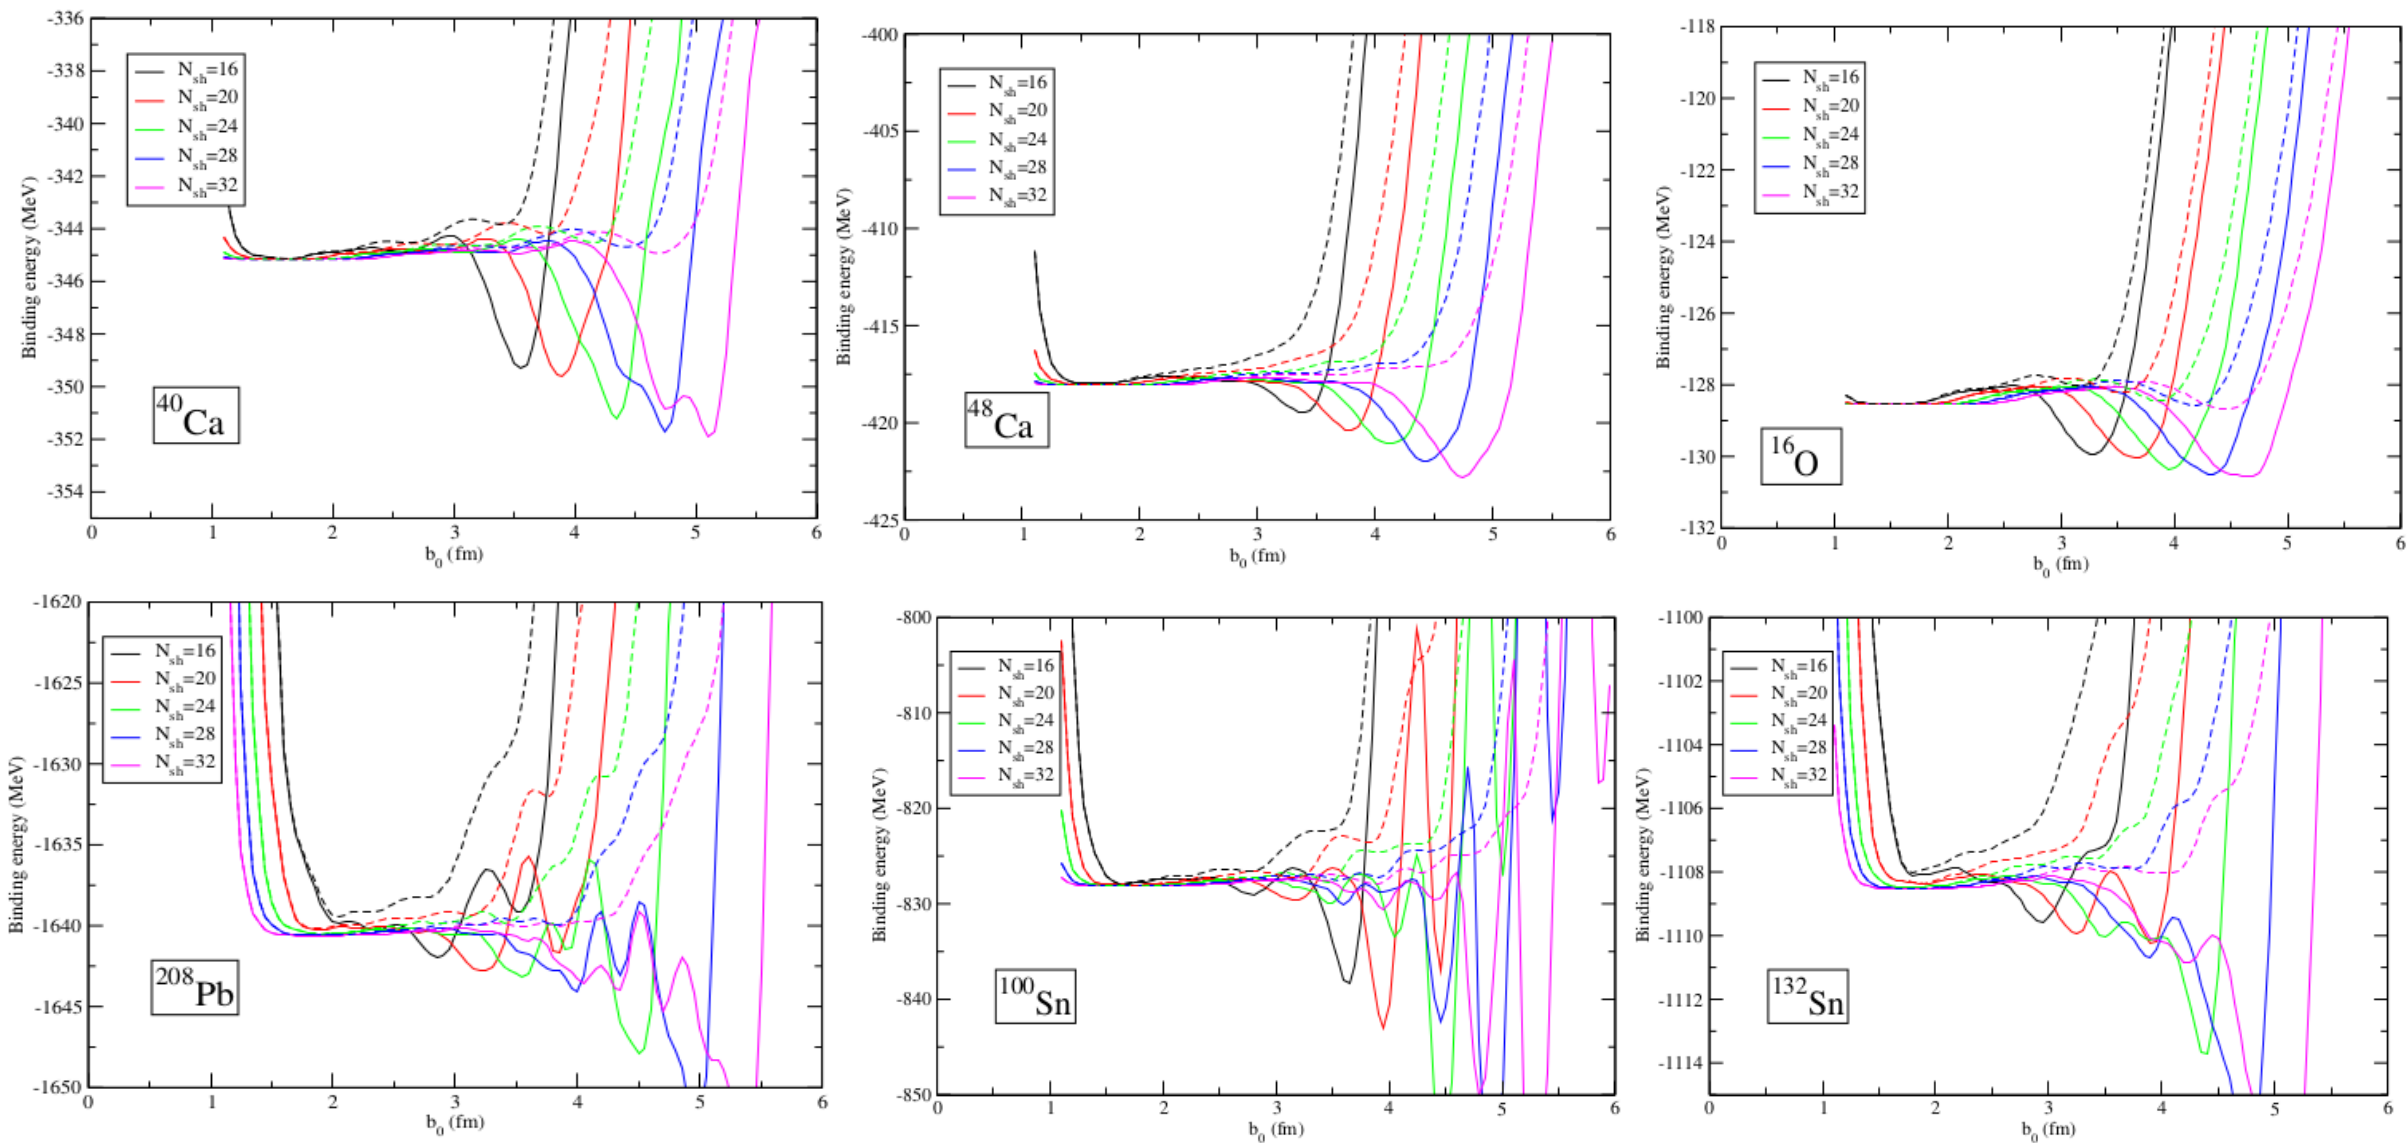 -336
-338
-340
-342
-344
-346
-348
-350
-352
-354
Binding energy (MeV)
N_sh=16
N_sh=20
N_sh=24
N_sh=28
N_sh=32
40Ca
0 1 2 3 4 5 6
b_0 (fm)
-400
-405
-410
-415
-420
-425
Binding energy (MeV)
N_sh=16
N_sh=20
N_sh=24
N_sh=28
N_sh=32
48Ca
0 1 2 3 4 5 6
b_0 (fm)
-118
-120
-122
-124
-126
-128
-130
-132
Binding energy (MeV)
N_sh=16
N_sh=20
N_sh=24
N_sh=28
N_sh=32
16O
0 1 2 3 4 5 6
b_0 (fm)
-1620
-1625
-1630
-1635
-1640
-1645
-1650
Binding energy (MeV)
N_sh=16
N_sh=20
N_sh=24
N_sh=28
N_sh=32
208Pb
0 1 2 3 4 5 6
b_0 (fm)
-800
-810
-820
-830
-840
-850
Binding energy (MeV)
N_sh=16
N_sh=20
N_sh=24
N_sh=28
N_sh=32
100Sn
0 1 2 3 4 5 6
b_0 (fm)
-1100
-1102
-1104
-1106
-1108
-1110
-1112
-1114
Binding energy (MeV)
N_sh=16
N_sh=20
N_sh=24
N_sh=28
N_sh=32
132Sn
0 1 2 3 4 5 6
b_0 (fm)